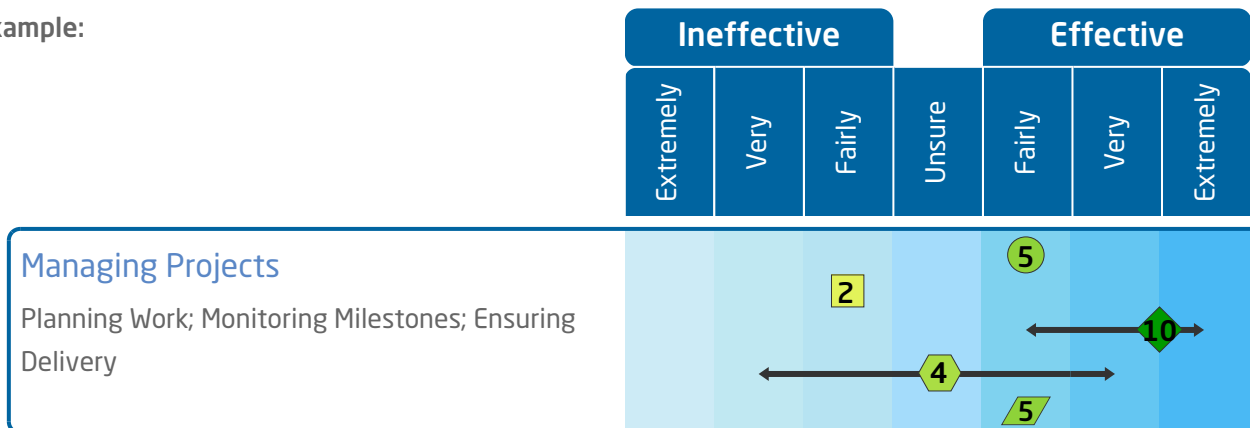 xample:
Ineffective
Effective
Extremely
Very
Fairly
Unsure
Fairly
Very
Extremely
Managing Projects
Planning Work; Monitoring Milestones; Ensuring
Delivery
5
2
10
4
5